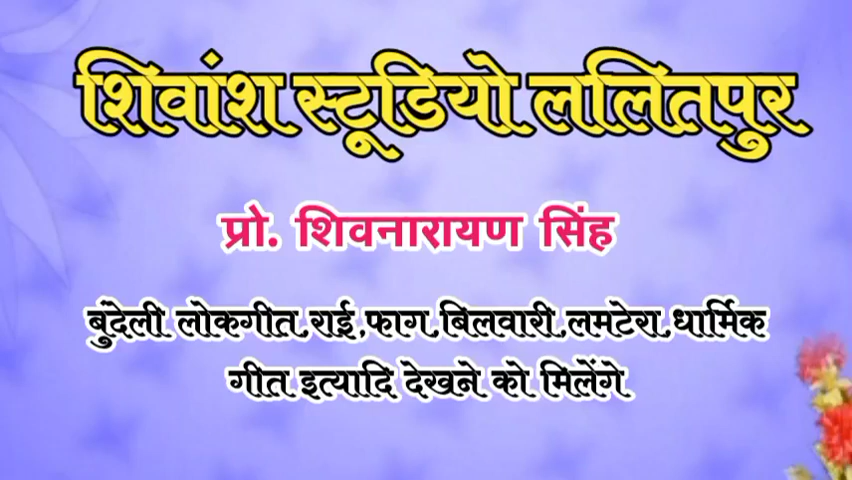 शिवांश स्टूडियो ललितपुर
प्रो. शिवनारायण सिंह
बुंदेली लोकगीत,राई,फाग,बिलवारी,लमटेरा,धार्मिक
गीत इत्यादि देखने को मिलेंगे